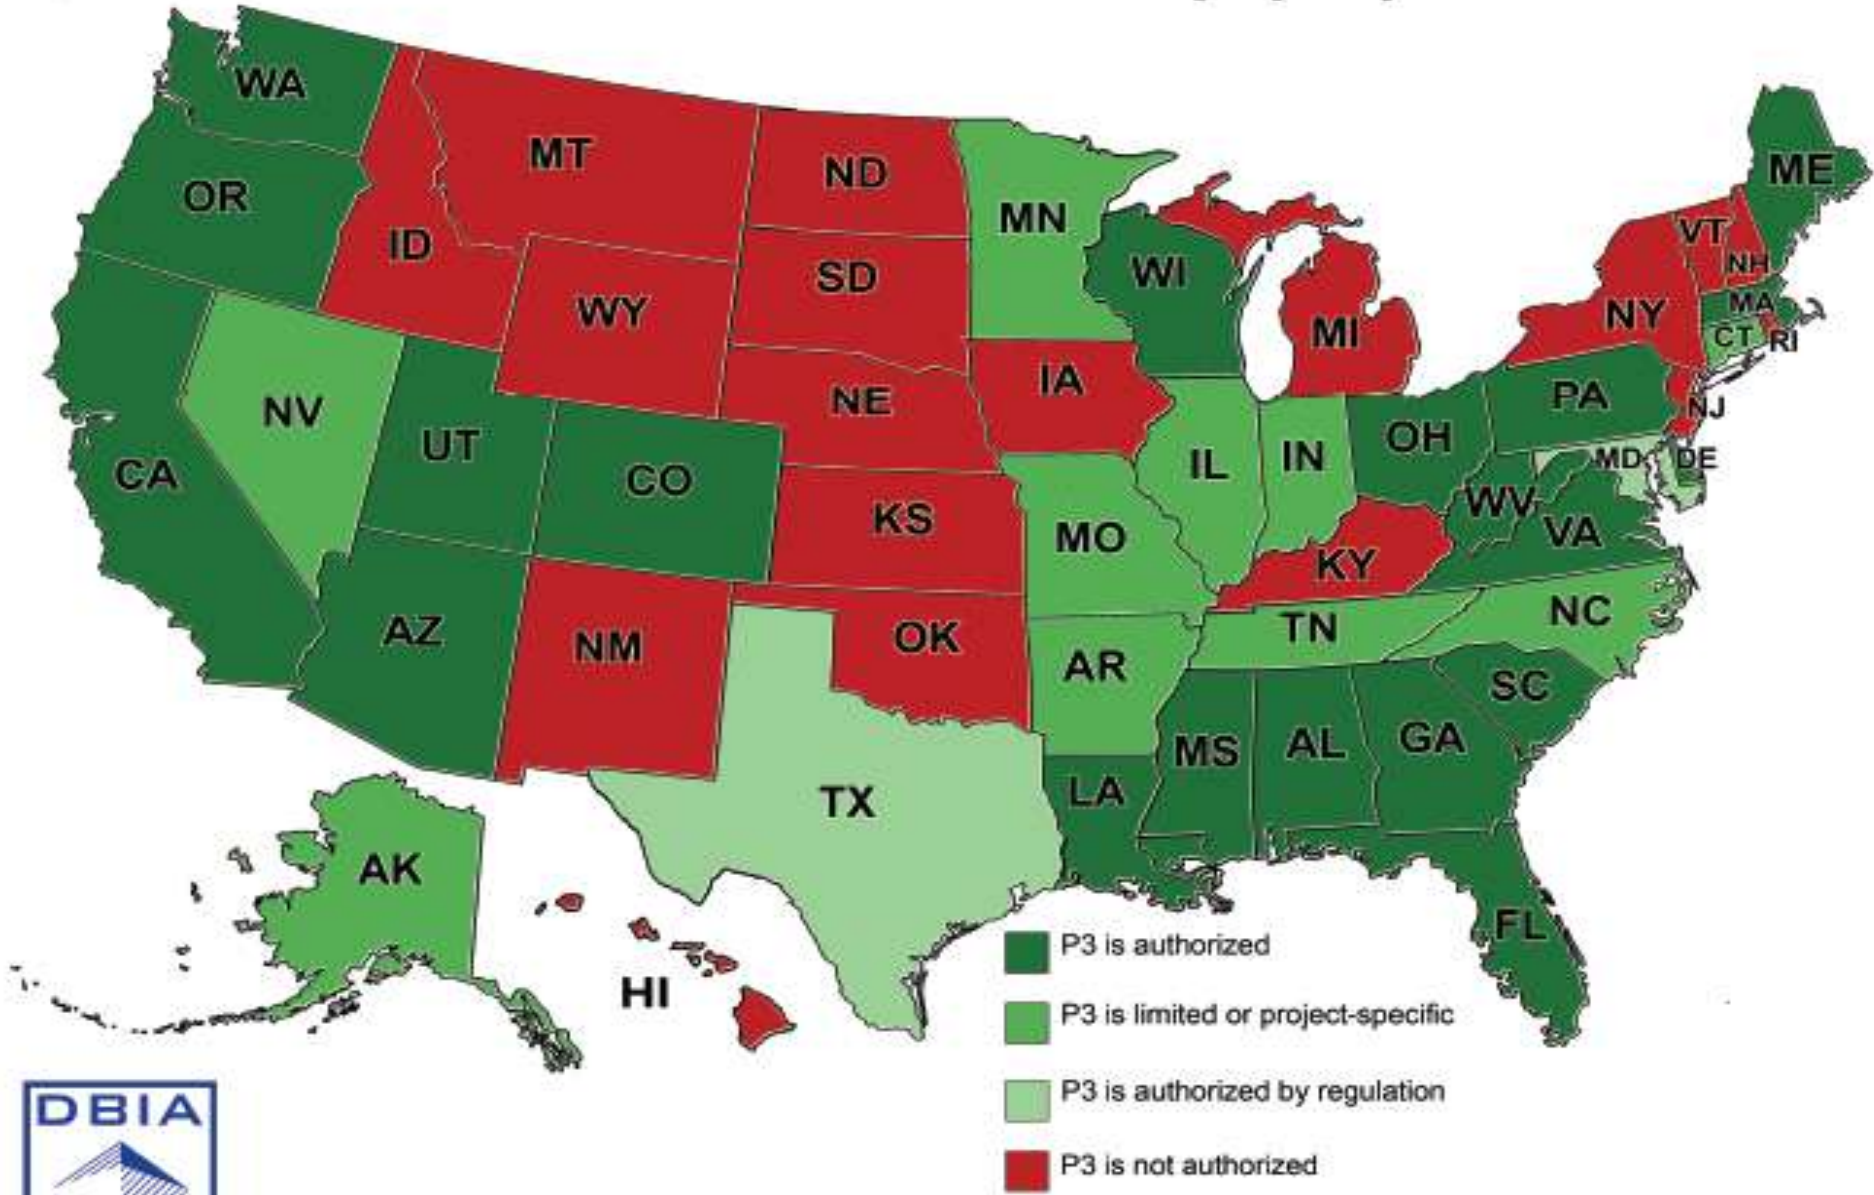 WA
MT
ND
MN
ME
OR
ID
SD
WI
VT
NH
WY
MI
NY
MA
CT
RI
NV
NE
IA
PA
NJ
UT
CO
IL
IN
OH
MD
DE
CA
KS
MO
WV
VA
KY
AZ
NM
OK
AR
TN
NC
SC
MS
AL
GA
TX
LA
AK
FL
HI
P3 is authorized
P3 is limited or project-specific
P3 is authorized by regulation
P3 is not authorized
DBIA